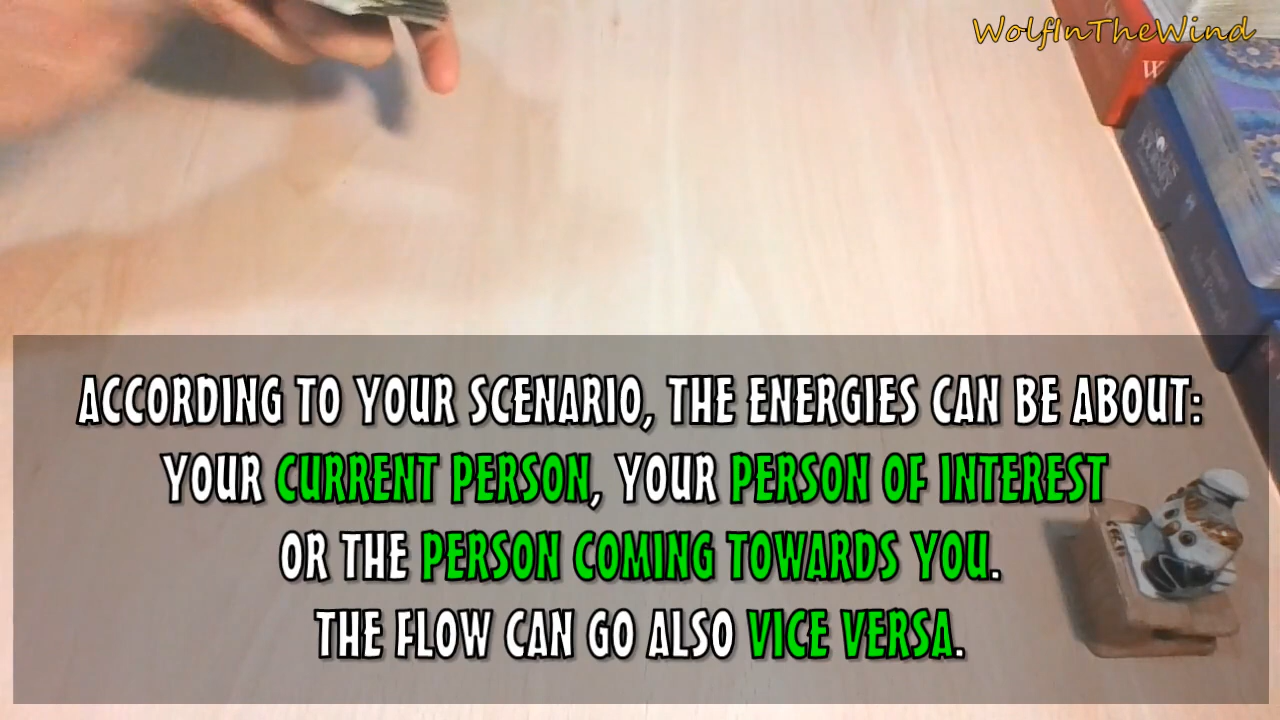 WolfInTheWind
W
ACCORDING TO YOUR SCENARIO, THE ENERGIES CAN BE ABOUT:
YOUR CURRENT PERSON, YOUR PERSON OF INTEREST
OR THE PERSON COMING TOWARDS YOU.
THE FLOW CAN GO ALSO VICE VERSA.